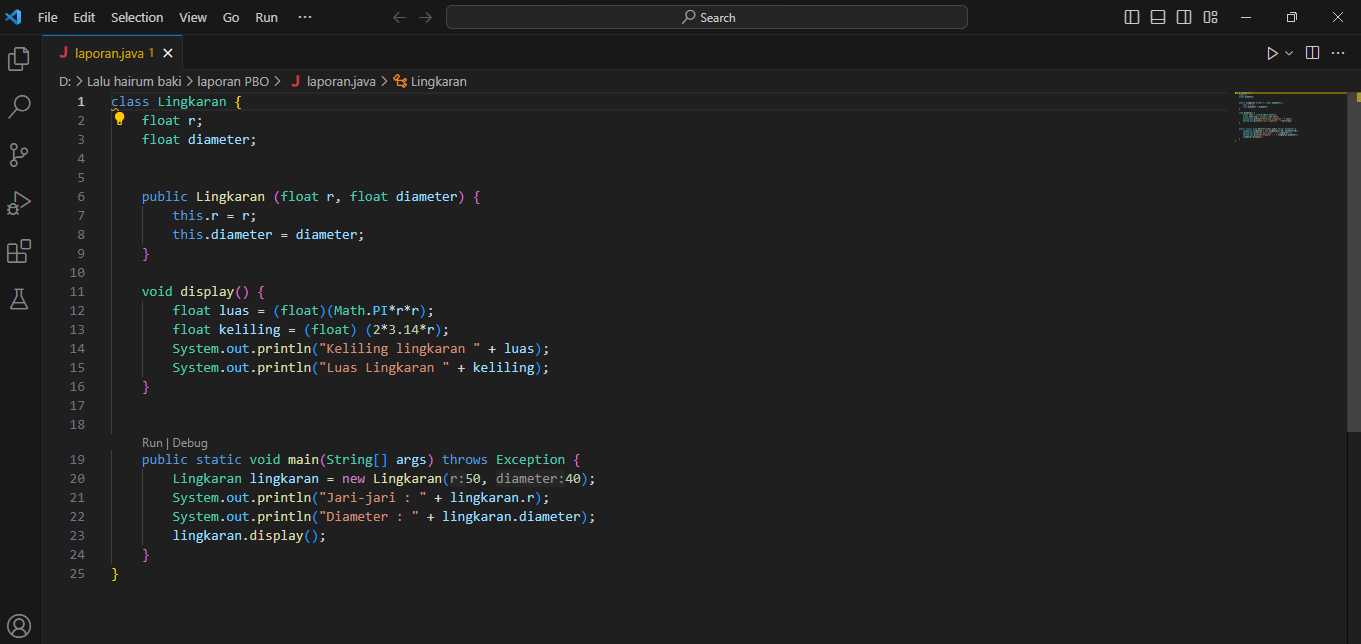 File Edit Selection View Go Run ···
Search
laporan.java 1
D: > Lalu hairum baki > laporan PBO > laporan.java > Lingkaran
1 class Lingkaran {
2 float r;
3 float diameter;
4
5
6 public Lingkaran (float r, float diameter) {
7 this.r = r;
8 this.diameter = diameter;
9 }
10
11 void display() {
12 float luas = (float)(Math.PI*r*r);
13 float keliling = (float) (2*3.14*r);
14 System.out.println("Keliling lingkaran " + luas);
15 System.out.println("Luas Lingkaran " + keliling);
16 }
17
18
Run | Debug
19 public static void main(String[] args) throws Exception {
20 Lingkaran lingkaran = new Lingkaran(r:50, diameter:40);
21 System.out.println("Jari-jari : " + lingkaran.r);
22 System.out.println("Diameter : " + lingkaran.diameter);
23 lingkaran.display();
24 }
25 }